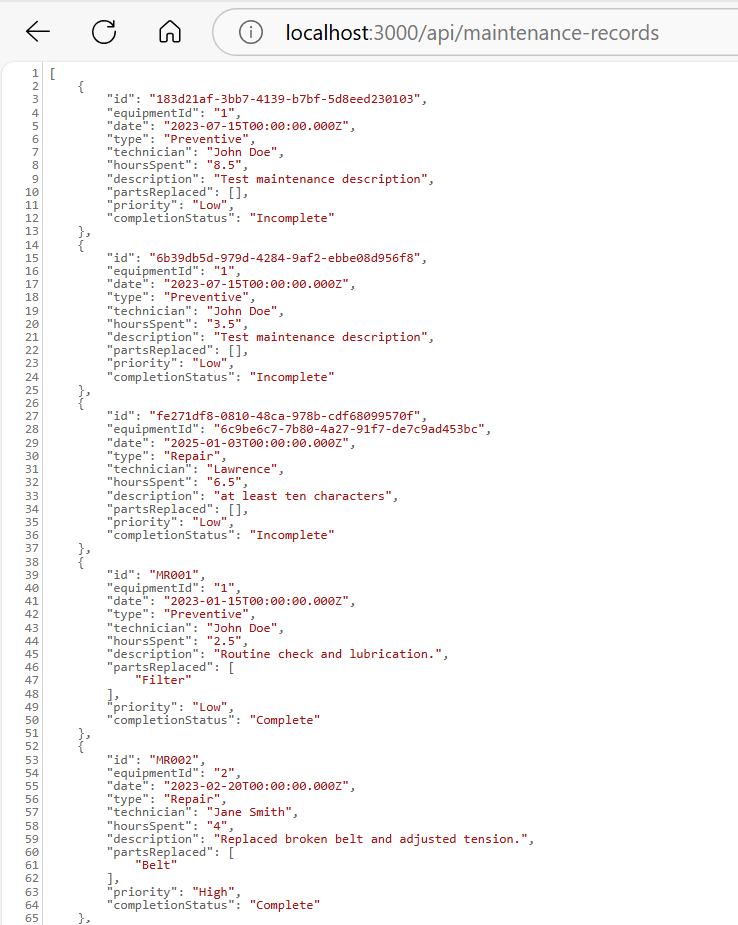 localhost:3000/api/maintenance-records
1 [
2     {
3         "id": "183d21af-3bb7-4139-b7bf-5d8eed230103",
4         "equipmentId": "1",
5         "date": "2023-07-15T00:00:00.000Z",
6         "type": "Preventive",
7         "technician": "John Doe",
8         "hoursSpent": "8.5",
9         "description": "Test maintenance description",
10         "partsReplaced": [],
11         "priority": "Low",
12         "completionStatus": "Incomplete"
13     },
14     {
15         "id": "6b39db5d-979d-4284-9af2-ebbe08d956f8",
16         "equipmentId": "1",
17         "date": "2023-07-15T00:00:00.000Z",
18         "type": "Preventive",
19         "technician": "John Doe",
20         "hoursSpent": "3.5",
21         "description": "Test maintenance description",
22         "partsReplaced": [],
23         "priority": "Low",
24         "completionStatus": "Incomplete"
25     },
26     {
27         "id": "fe271df8-0810-48ca-978b-cdf68099570f",
28         "equipmentId": "6c9be6c7-7b80-4a27-91f7-de7c9ad453bc",
29         "date": "2025-01-03T00:00:00.000Z",
30         "type": "Repair",
31         "technician": "Lawrence",
32         "hoursSpent": "6.5",
33         "description": "at least ten characters",
34         "partsReplaced": [],
35         "priority": "Low",
36         "completionStatus": "Incomplete"
37     },
38     {
39         "id": "MR001",
40         "equipmentId": "1",
41         "date": "2023-01-15T00:00:00.000Z",
42         "type": "Preventive",
43         "technician": "John Doe",
44         "hoursSpent": "2.5",
45         "description": "Routine check and lubrication.",
46         "partsReplaced": [
47             "Filter"
48         ],
49         "priority": "Low",
50         "completionStatus": "Complete"
51     },
52     {
53         "id": "MR002",
54         "equipmentId": "2",
55         "date": "2023-02-20T00:00:00.000Z",
56         "type": "Repair",
57         "technician": "Jane Smith",
58         "hoursSpent": "4",
59         "description": "Replaced broken belt and adjusted tension.",
60         "partsReplaced": [
61             "Belt"
62         ],
63         "priority": "High",
64         "completionStatus": "Complete"
65     },